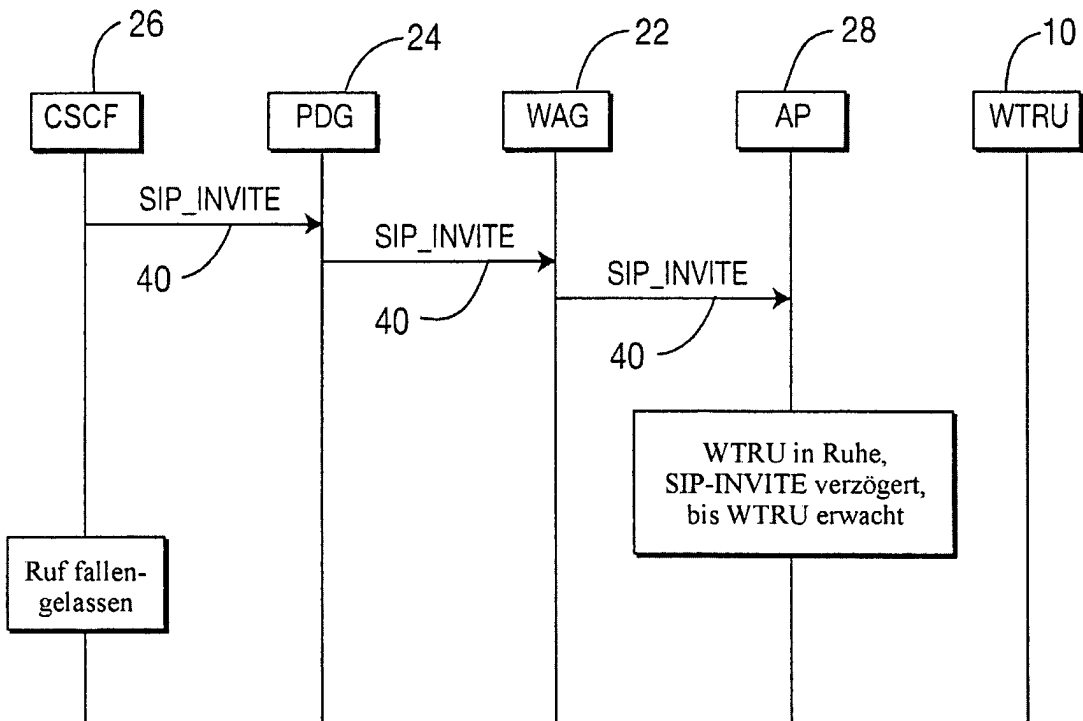 26
24
22
28
10
CSCF
PDG
WAG
AP
WTRU
SIP_INVITE
40
SIP_INVITE
40
SIP_INVITE
40
WTRU in Ruhe,
SIP-INVITE verzögert,
bis WTRU erwacht
Ruf fallen-
gelassen